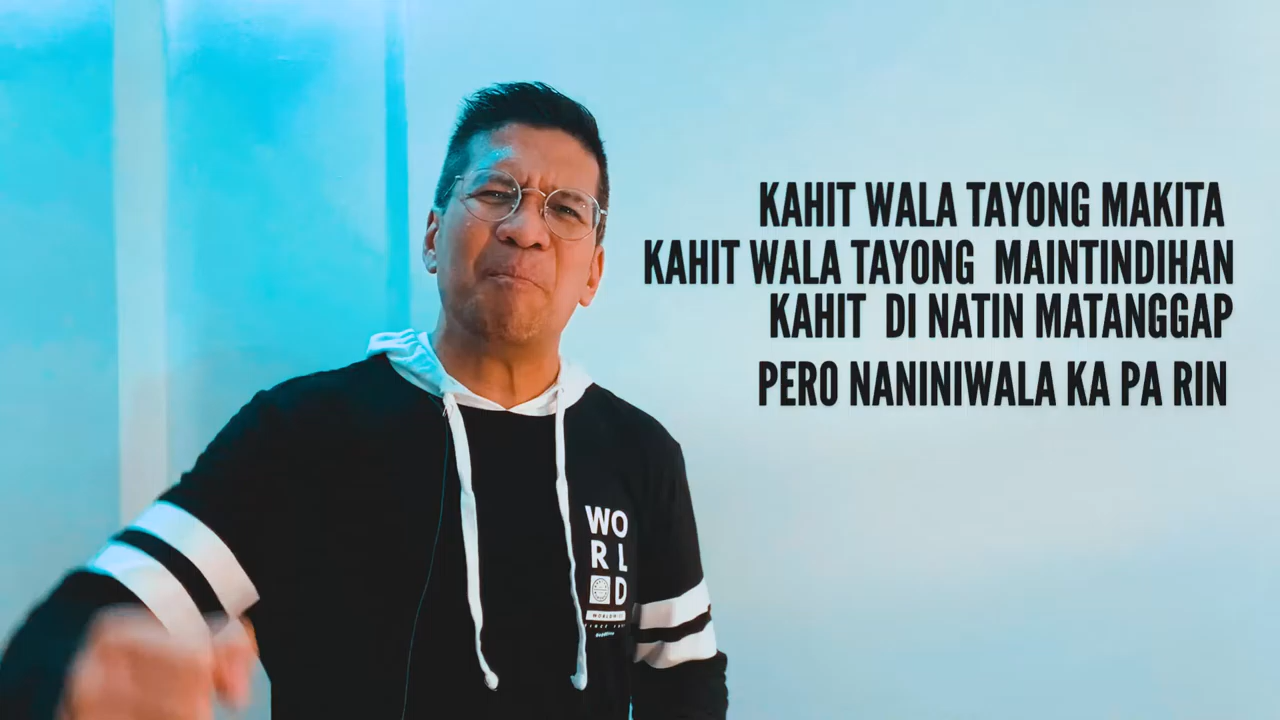 KAHIT WALA TAYONG MAKITA
KAHIT WALA TAYONG MAINTINDIHAN
KAHIT DI NATIN MATANGGAP
PERO NANINIWALA KA PA RIN
WO
RL
D